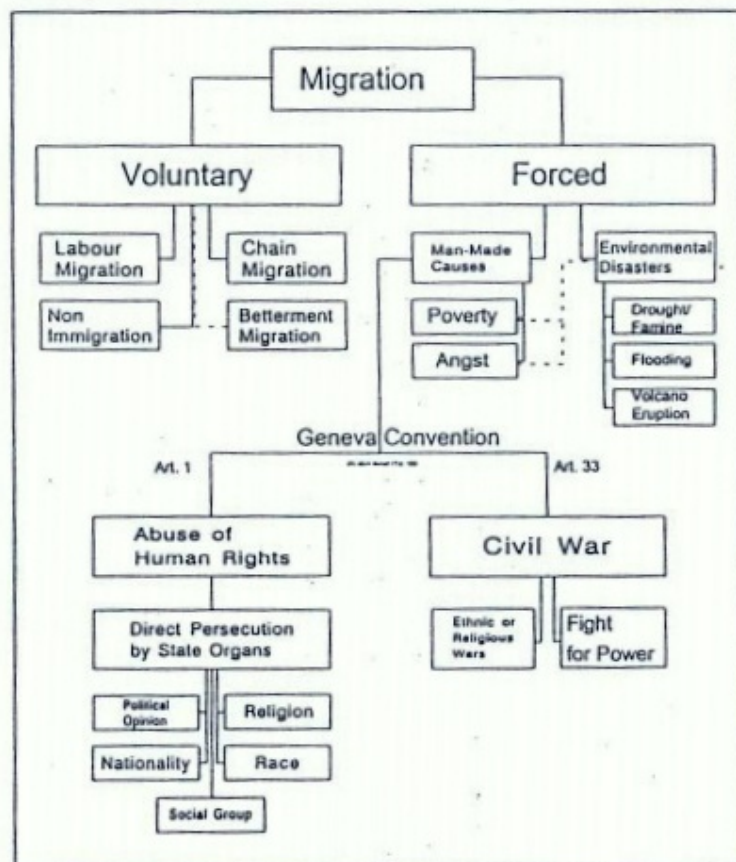 Migration
Voluntary
Forced
Labour
Migration
Chain
Migration
Non
Immigration
Betterment
Migration
Man-Made
Causes
Environmental
Disasters
Poverty
Angst
Drought/
Famine
Flooding
Volcano
Eruption
Geneva Convention
Art. 1
Art. 33
Abuse of
Human Rights
Civil War
Direct Persecution
by State Organs
Ethnic or
Religious
Wars
Fight
for Power
Political
Opinion
Religion
Nationality
Race
Social Group